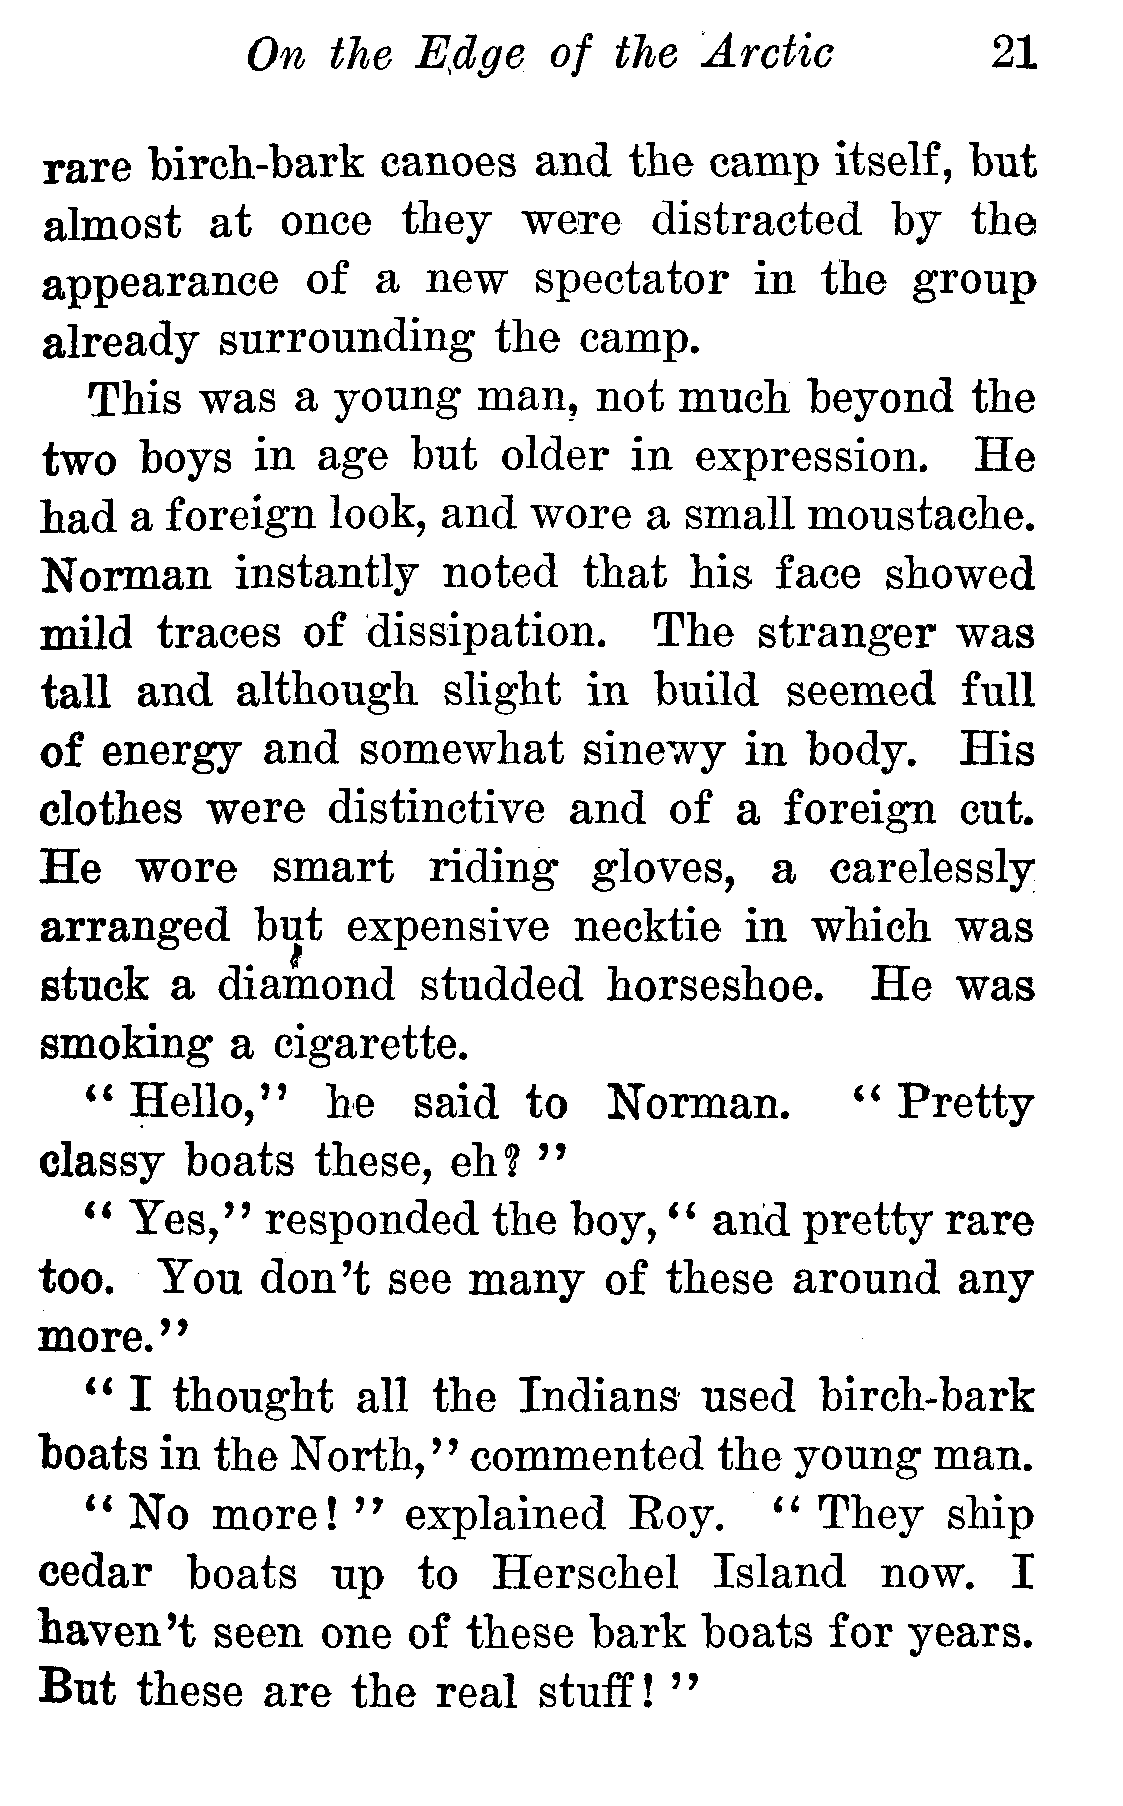 On the Edge of the Arctic 21
rare birch-bark canoes and the camp itself, but
almost at once they were distracted by the
appearance of a new spectator in the group
already surrounding the camp.
This was a young man, not much beyond the
two boys in age but older in expression. He
had a foreign look, and wore a small moustache.
Norman instantly noted that his face showed
mild traces of dissipation. The stranger was
tall and although slight in build seemed full
of energy and somewhat sinewy in body. His
clothes were distinctive and of a foreign cut.
He wore smart riding gloves, a carelessly
arranged but expensive necktie in which was
stuck a diamond studded horseshoe. He was
smoking a cigarette.
“ Hello,” he said to Norman. “ Pretty
classy boats these, eh? ”
“ Yes,” responded the boy, “ and pretty rare
too. You don’t see many of these around any
more.”
“ I thought all the Indians used birch-bark
boats in the North,” commented the young man.
“ No more! ” explained Roy. “ They ship
cedar boats up to Herschel Island now. I
haven’t seen one of these bark boats for years.
But these are the real stuff! ”